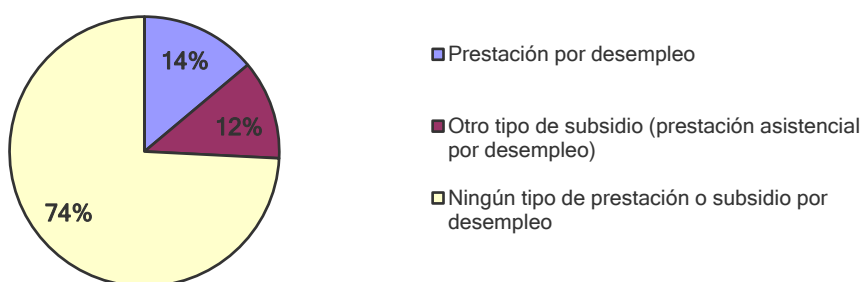 14%
12%
74%
Prestación por desempleo
Otro tipo de subsidio (prestación asistencial
por desempleo)
Ningún tipo de prestación o subsidio por
desempleo